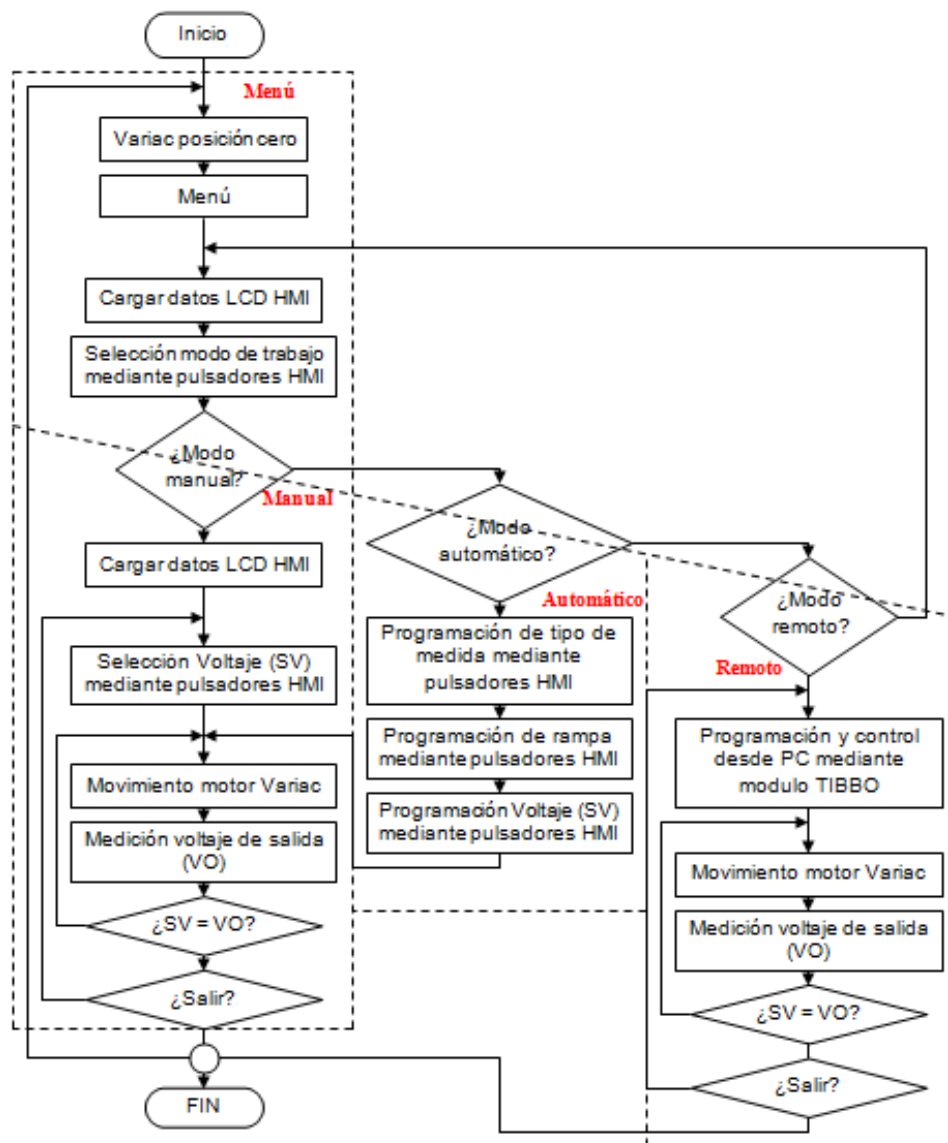 Inicio
Menú
Variac posición cero
Menú
Cargar datos LCD HMI
Selección modo de trabajo
mediante pulsadores HMI
¿Modo
manual?
Manual
Cargar datos LCD HMI
Selección Voltaje (SV)
mediante pulsadores HMI
Movimiento motor Variac
Medición voltaje de salida
(VO)
¿SV = VO?
¿Salir?
FIN
¿Modo
automático?
Automático
Programación de tipo de
medida mediante
pulsadores HMI
Programación de rampa
mediante pulsadores HMI
Programación Voltaje (SV)
mediante pulsadores HMI
¿Modo
remoto?
Remoto
Programación y control
desde PC mediante
modulo TIBBO
Movimiento motor Variac
Medición voltaje de salida
(VO)
¿SV = VO?
¿Salir?